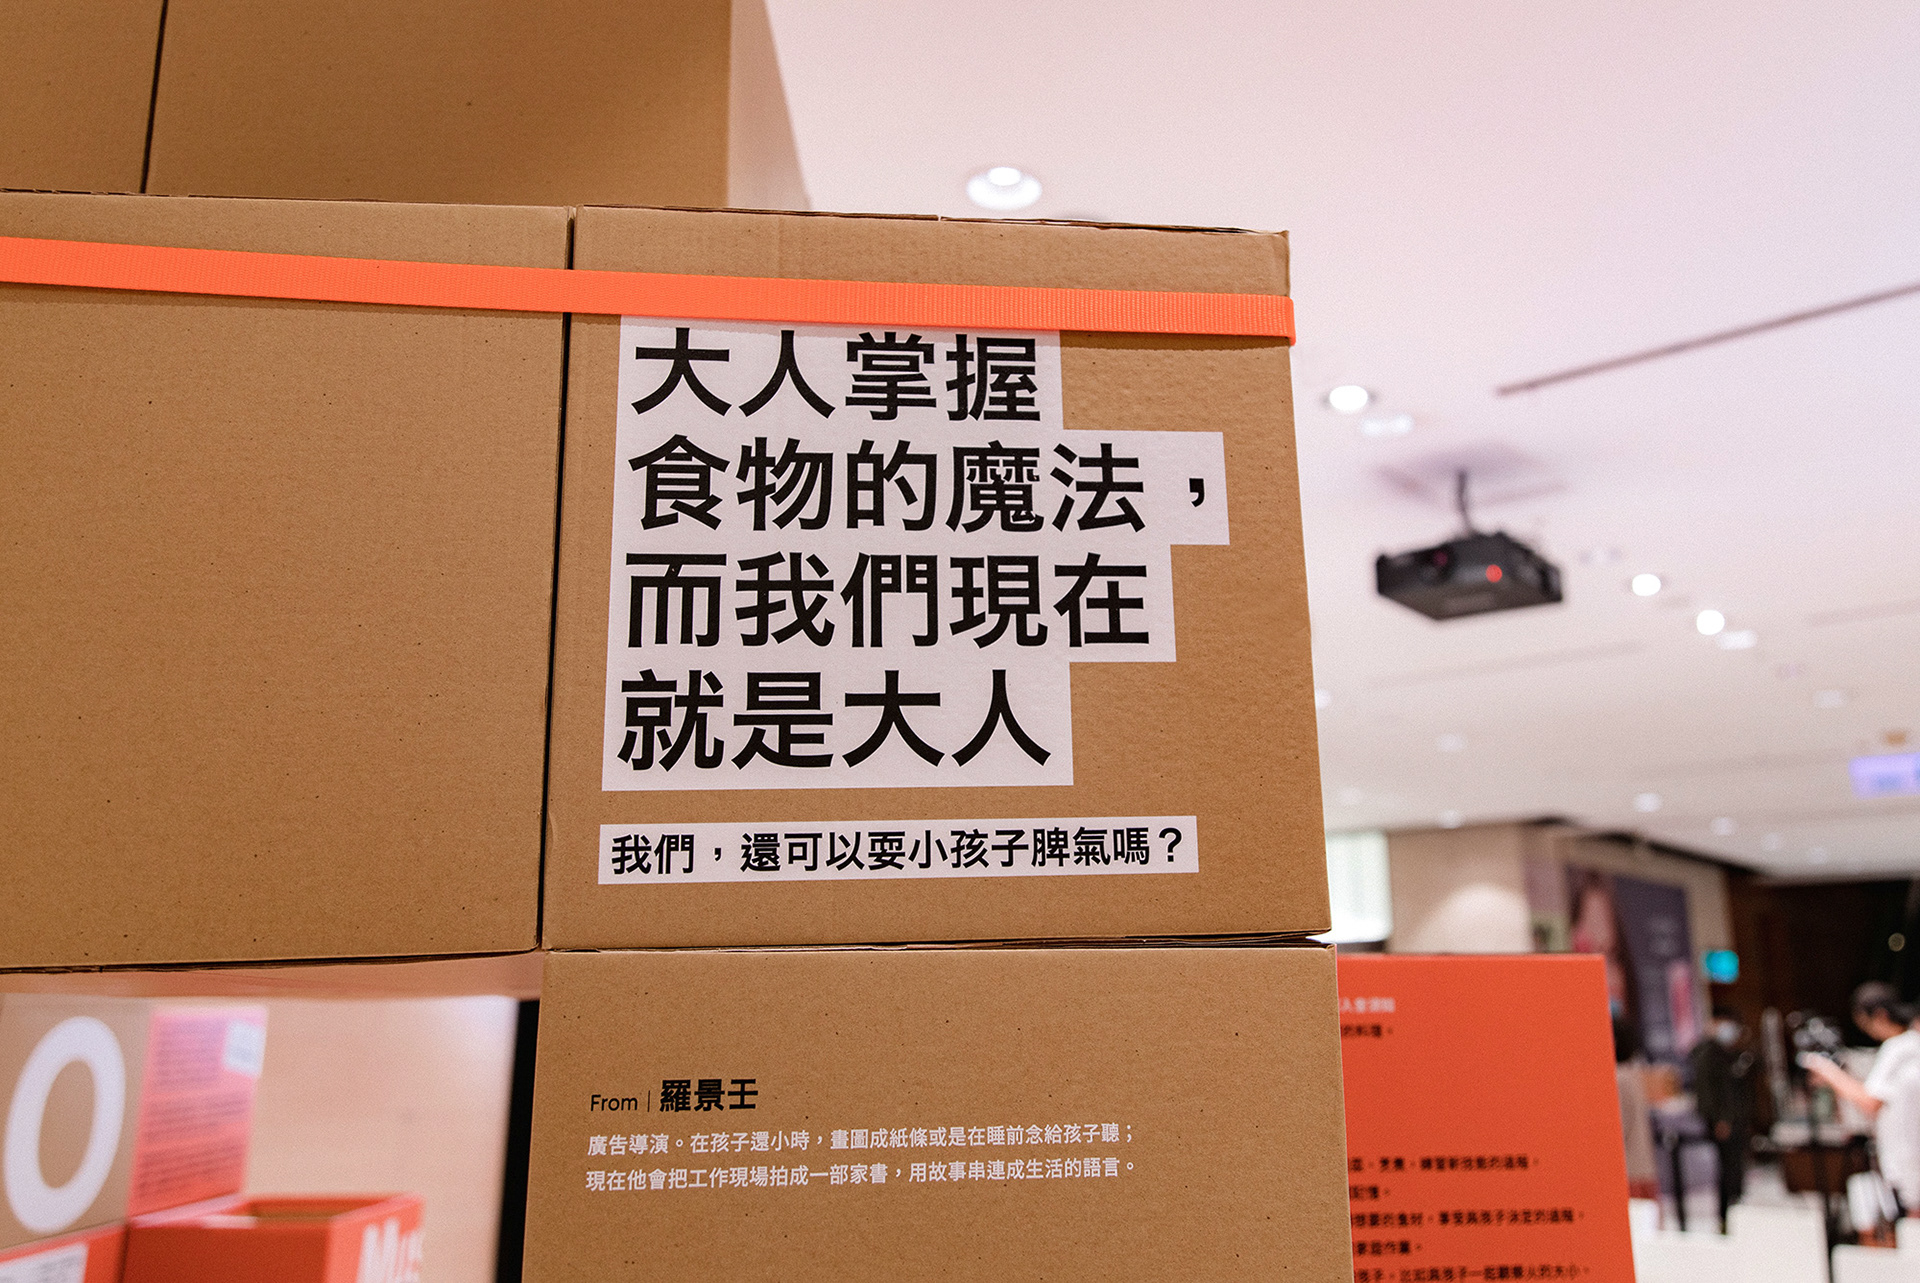 大人掌握
食物的魔法，
而我們現在
就是大人
我們，還可以耍小孩子脾氣嗎？
From｜羅景壬
廣告導演。在孩子還小時，畫圖成紙條或是在睡前念給孩子聽；
現在他會把工作現場拍成一部家書，用故事串連成生活的語言。
O